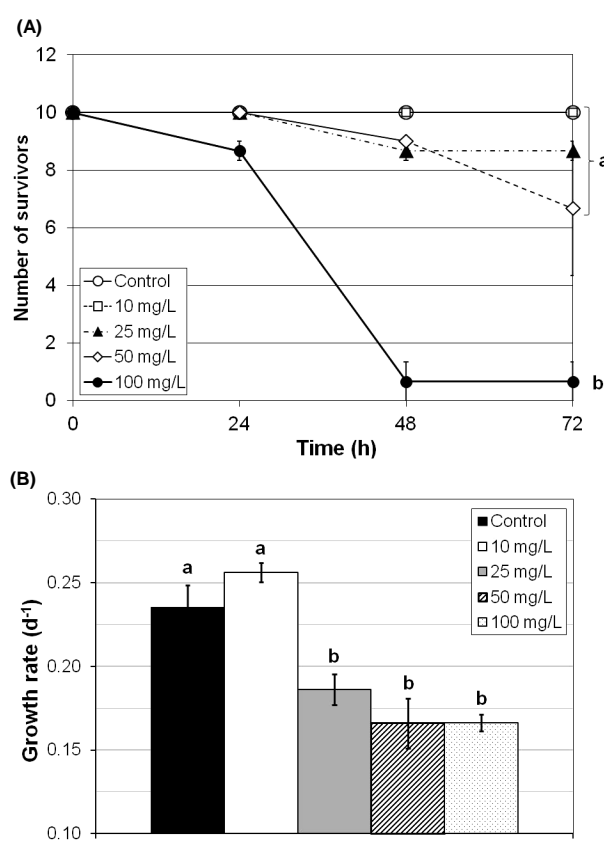 (A)
12
10
8
6
4
2
0
Number of survivors
Control
10 mg/L
25 mg/L
50 mg/L
100 mg/L
a
b
0 24 48 72
Time (h)
(B)
0.30
0.25
0.20
0.15
0.10
Growth rate (d⁻¹)
a a b b b
Control
10 mg/L
25 mg/L
50 mg/L
100 mg/L